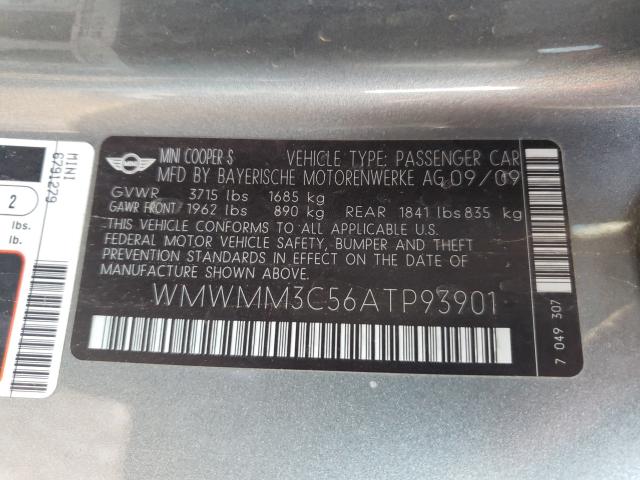 MINI COOPER S VEHICLE TYPE: PASSENGER CAR
MFD BY BAYERISCHE MOTORENWERKE AG 09/09
GVWR 3715 lbs 1685 kg
GAWR FRONT 1962 lbs 890 kg REAR 1841 lbs 835 kg
THIS VEHICLE CONFORMS TO ALL APPLICABLE U.S.
FEDERAL MOTOR VEHICLE SAFETY, BUMPER AND THEFT
PREVENTION STANDARDS IN EFFECT ON THE DATE OF
MANUFACTURE SHOWN ABOVE.
WMWMM3C56ATP93901
7 049 307
MINI
6791229
2
lbs.
lb.